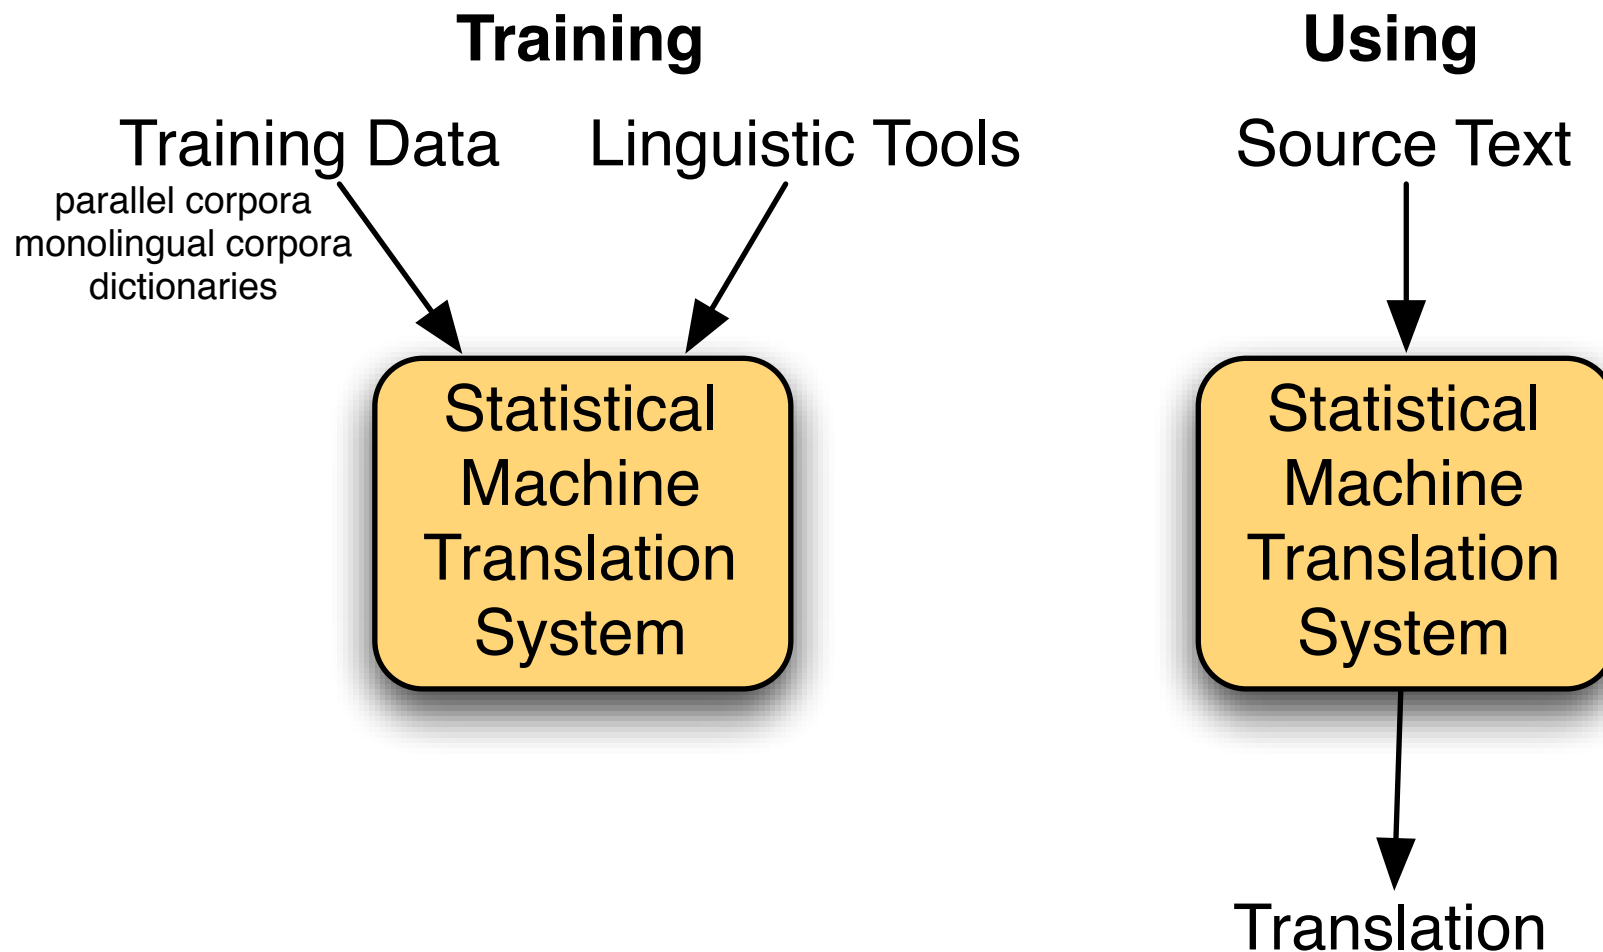 Training
Training Data
Linguistic Tools
parallel corpora
monolingual corpora
dictionaries
Statistical
Machine
Translation
System
Using
Source Text
Statistical
Machine
Translation
System
Translation